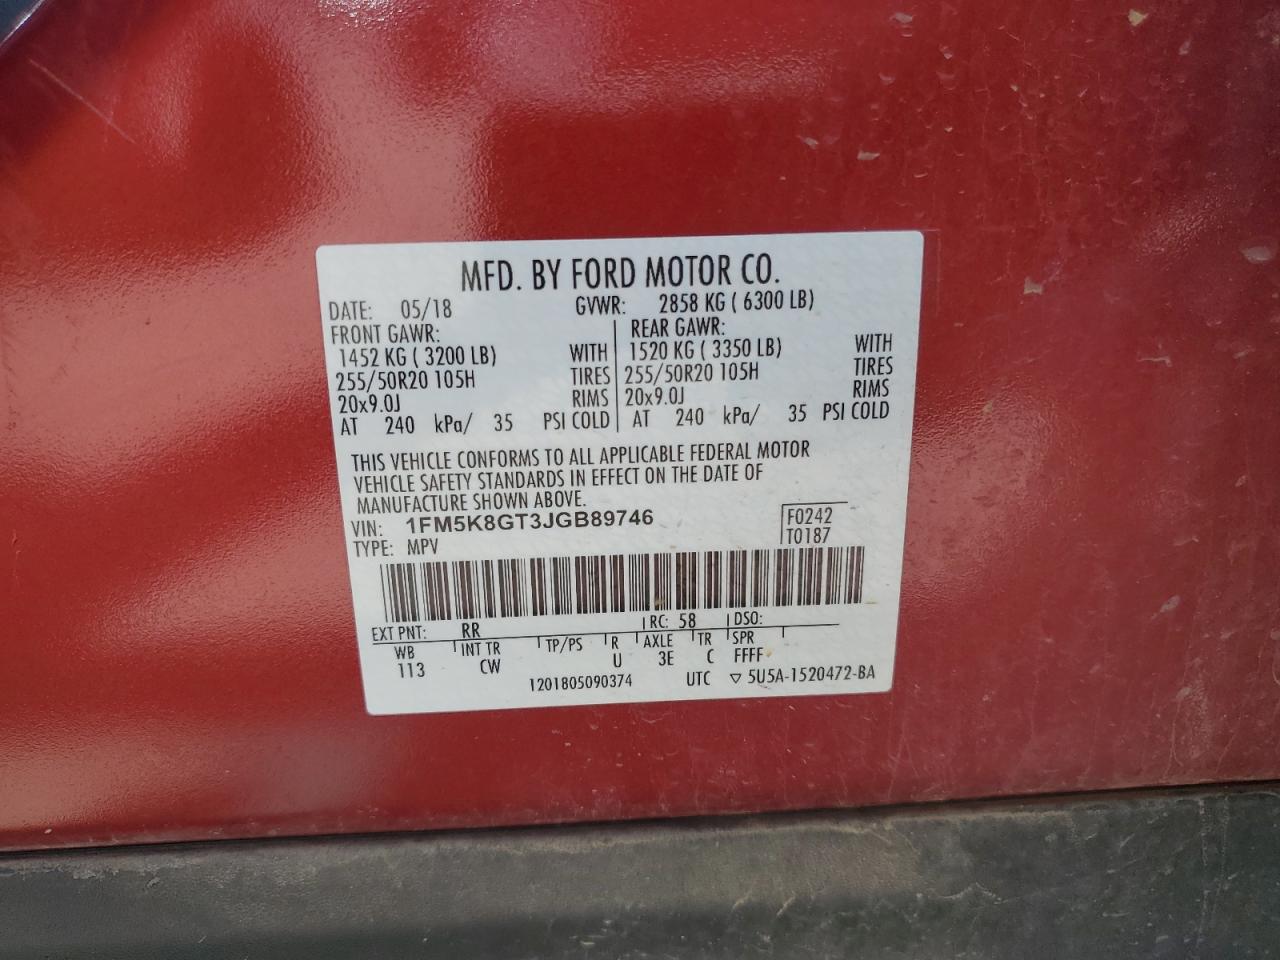 MFD. BY FORD MOTOR CO.
DATE: 05/18 GVWR: 2858 KG ( 6300 LB)
FRONT GAWR: REAR GAWR:
1452 KG ( 3200 LB) WITH 1520 KG ( 3350 LB) WITH
255/50R20 105H TIRES 255/50R20 105H TIRES
20x9.0J RIMS 20x9.0J RIMS
AT 240 kPa/ 35 PSI COLD AT 240 kPa/ 35 PSI COLD
THIS VEHICLE CONFORMS TO ALL APPLICABLE FEDERAL MOTOR
VEHICLE SAFETY STANDARDS IN EFFECT ON THE DATE OF
MANUFACTURE SHOWN ABOVE.
VIN: 1FM5K8GT3JGB89746 F0242
TYPE: MPV T0187
EXT PNT: RR RC: 58 DSO:
WB INT TR TP/PS R AXLE TR SPR
113 CW U 3E C FFFF
1201805090374 UTC ▽ 5U5A-1520472-BA